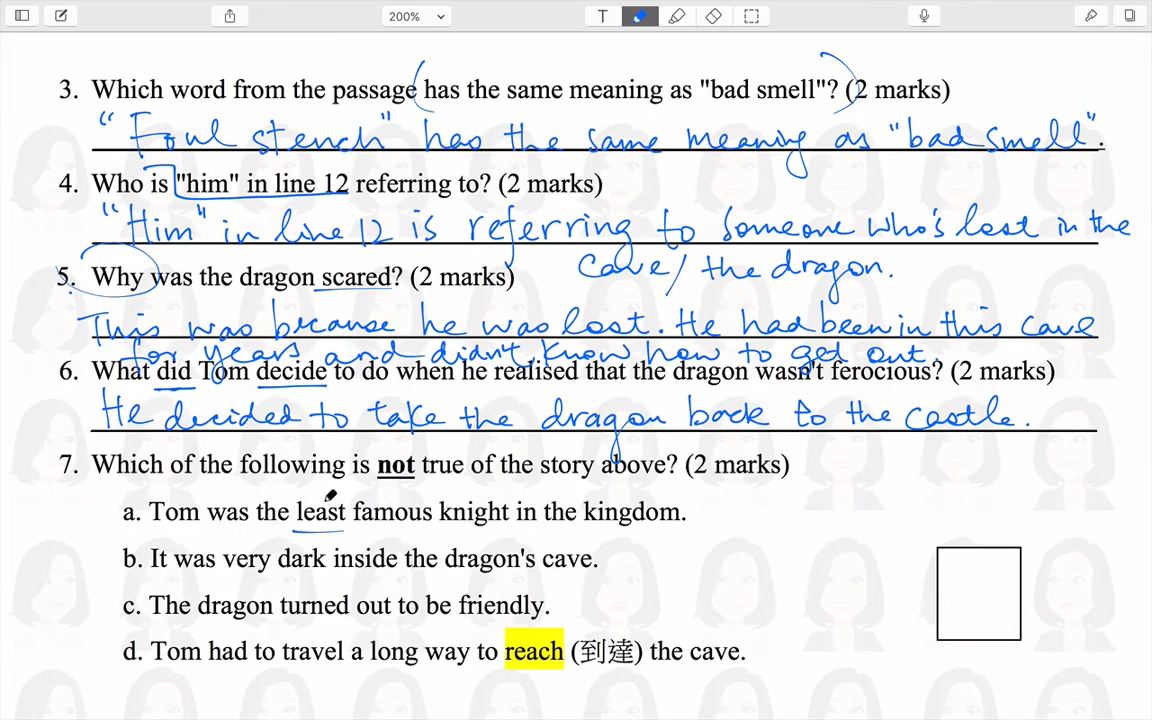 200%
T
3. Which word from the passage has the same meaning as "bad smell"? (2 marks)
"Foul stench" has the same meaning as "bad smell".
4. Who is "him" in line 12 referring to? (2 marks)
"Him" in line 12 is referring to someone who's lost in the
cave/ the dragon.
5. Why was the dragon scared? (2 marks)
This was because he was lost. He had been in this cave
for years and didn't know how to get out.
6. What did Tom decide to do when he realised that the dragon wasn't ferocious? (2 marks)
He decided to take the dragon back to the castle.
7. Which of the following is not true of the story above? (2 marks)
a. Tom was the least famous knight in the kingdom.
b. It was very dark inside the dragon's cave.
c. The dragon turned out to be friendly.
d. Tom had to travel a long way to reach (到達) the cave.